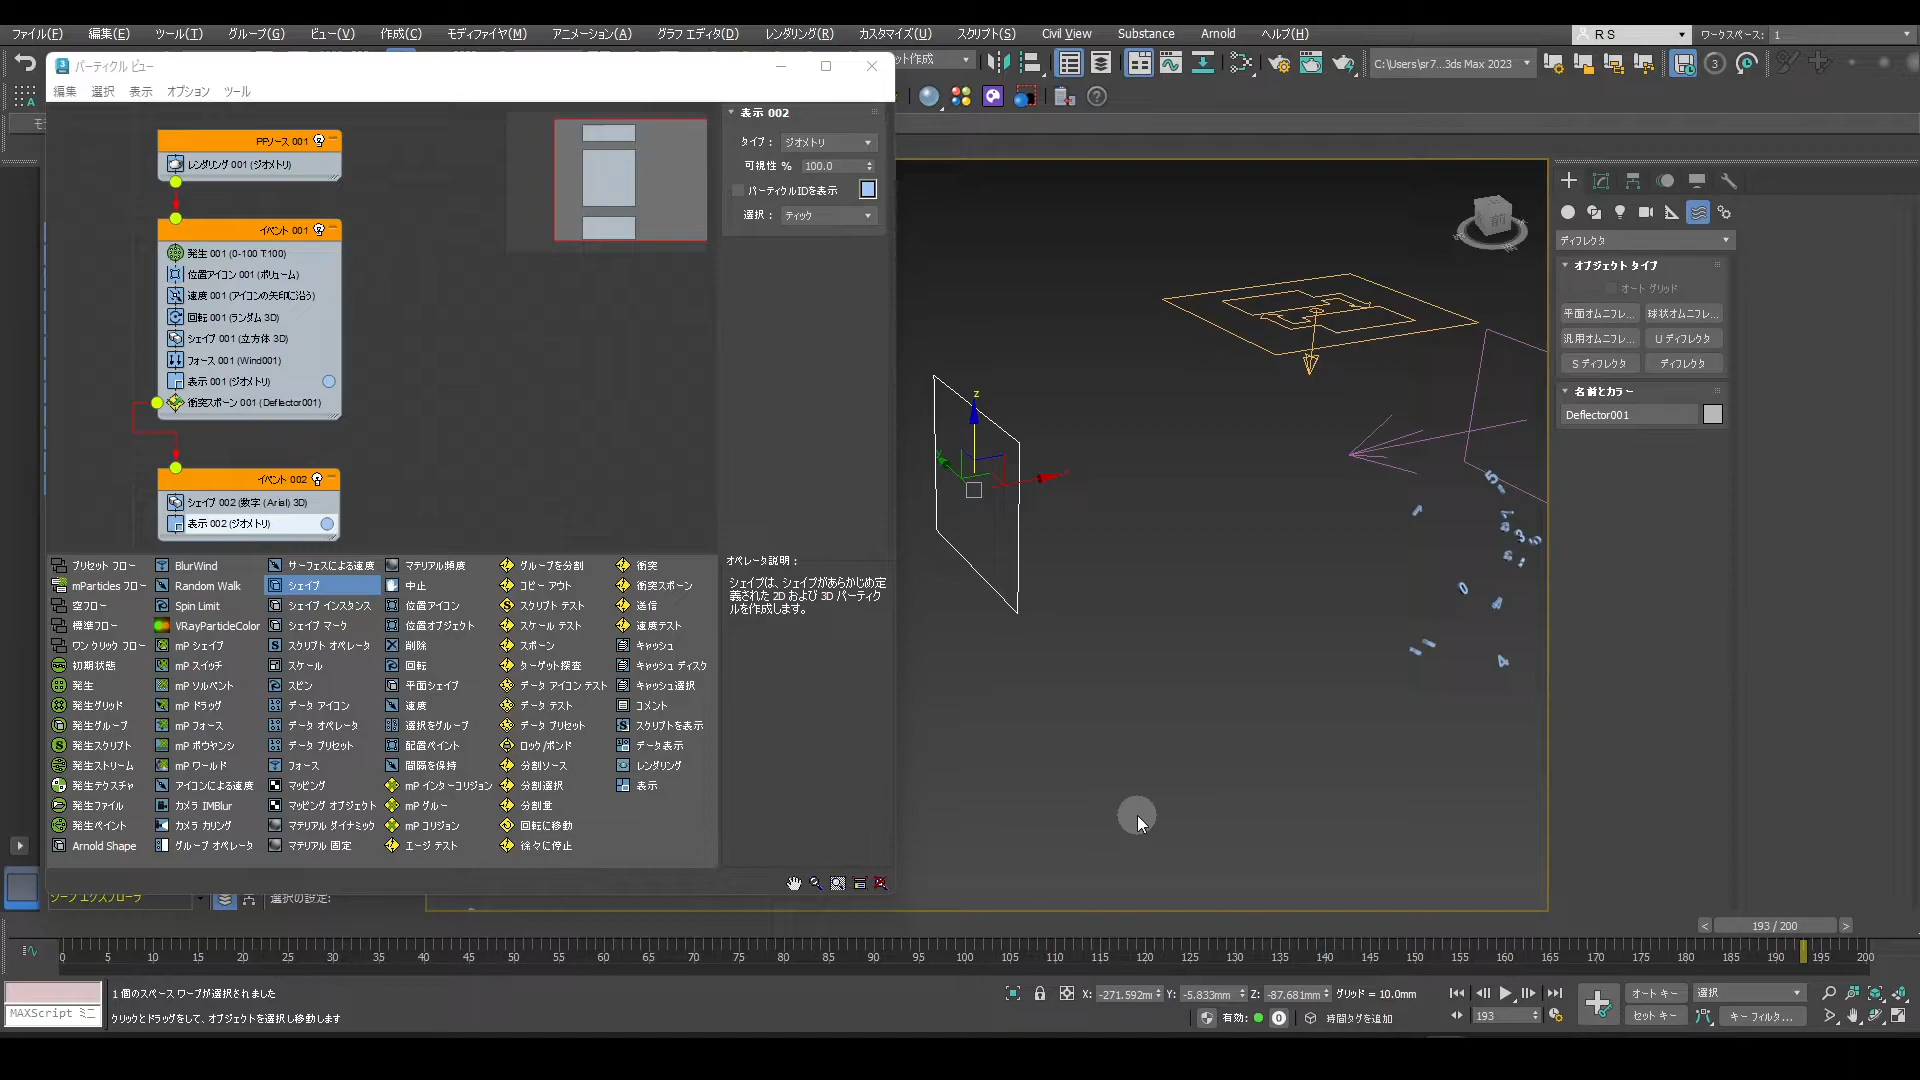 ファイル(F) 編集(E) ツール(T) グループ(G) ビュー(V) 作成(C) モディファイヤ(M) アニメーション(A) グラフ エディタ(D) レンダリング(R) カスタマイズ(U) スクリプト(S) Civil View Substance Arnold ヘルプ(H) R S ワークスペース: 1
3 パーティクル ビュー
ット作成 C:\Users\sr7...3ds Max 2023 3
編集 選択 表示 オプション ツール
PFソース 001
レンダリング 001 (ジオメトリ)
イベント 001
発生 001 (0-100 T:100)
位置アイコン 001 (ボリューム)
速度 001 (アイコンの矢印に沿う)
回転 001 (ランダム 3D)
シェイプ 001 (立方体 3D)
フォース 001 (Wind001)
表示 001 (ジオメトリ)
衝突スポーン 001 (Deflector001)
イベント 002
シェイプ 002 (数字 (Arial) 3D)
表示 002 (ジオメトリ)
表示 002
タイプ : ジオメトリ
可視性 % 100.0
パーティクルIDを表示
選択 : ティック
オペレータ説明 :
シェイプは、シェイプがあらかじめ定
義された 2D および 3D パーティク
ルを作成します。
プリセット フロー BlurWind サーフェスによる速度 マテリアル頻度 グループを分割 衝突
mParticles フロー Random Walk シェイプ 中止 コピー アウト 衝突スポーン
空フロー Spin Limit シェイプ インスタンス 位置アイコン スクリプト テスト 送信
標準フロー VRayParticleColor シェイプ マーク 位置オブジェクト スケール テスト 速度テスト
ワン クリック フロー mP シェイプ スクリプト オペレータ 削除 スポーン キャッシュ
初期状態 mP スイッチ スケール 回転 ターゲット探査 キャッシュ ディスク
発生 mP ソルベント スピン 平面シェイプ データ アイコン テスト キャッシュ選択
発生グリッド mP ドラッグ データ アイコン 速度 データ テスト コメント
発生グループ mP フォース データ オペレータ 選択をグループ データ プリセット スクリプトを表示
発生スクリプト mP ボウヤンシ データ プリセット 配置ペイント ロック/ボンド データ表示
発生ストリーム mP ワールド フォース 間隔を保持 分割ソース レンダリング
発生テクスチャ アイコンによる速度 マッピング mP インターコリジョン 分割選択 表示
発生ファイル カメラ IMBlur マッピング オブジェクト mP グルー 分割量
発生ペイント カメラ カリング マテリアル ダイナミック mP コリジョン 回転に移動
Arnold Shape グループ オペレータ マテリアル 固定 エージ テスト 徐々に停止
前
z
ディフレクタ
オブジェクト タイプ
オート グリッド
平面オムニフレ... 球状オムニフレ...
汎用オムニフレ... U ディフレクタ
S ディフレクタ ディフレクタ
名前とカラー
Deflector001
選択の設定:
< 193 / 200 >
0 5 10 15 20 25 30 35 40 45 50 55 60 65 70 75 80 85 90 95 100 105 110 115 120 125 130 135 140 145 150 155 160 165 170 175 180 185 190 195 200
1 個のスペース ワープが選択されました X: -271.592mm Y: -5.833mm Z: -87.681mm グリッド = 10.0mm オート キー 選択
MAXScript ミニ クリックとドラッグをして、オブジェクトを選択し移動します 有効: 0 時間タグを追加 193 セット キー キー フィルタ...